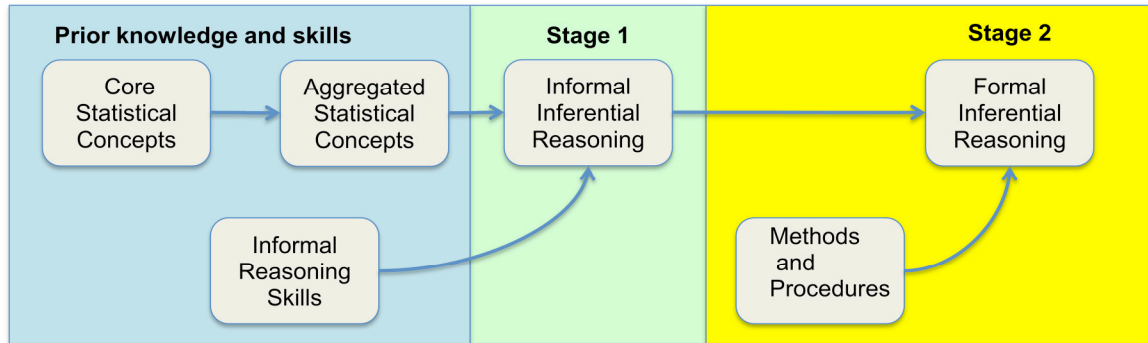 Prior knowledge and skills
Stage 1
Stage 2
Core
Statistical
Concepts
Aggregated
Statistical
Concepts
Informal
Inferential
Reasoning
Formal
Inferential
Reasoning
Informal
Reasoning
Skills
Methods
and
Procedures